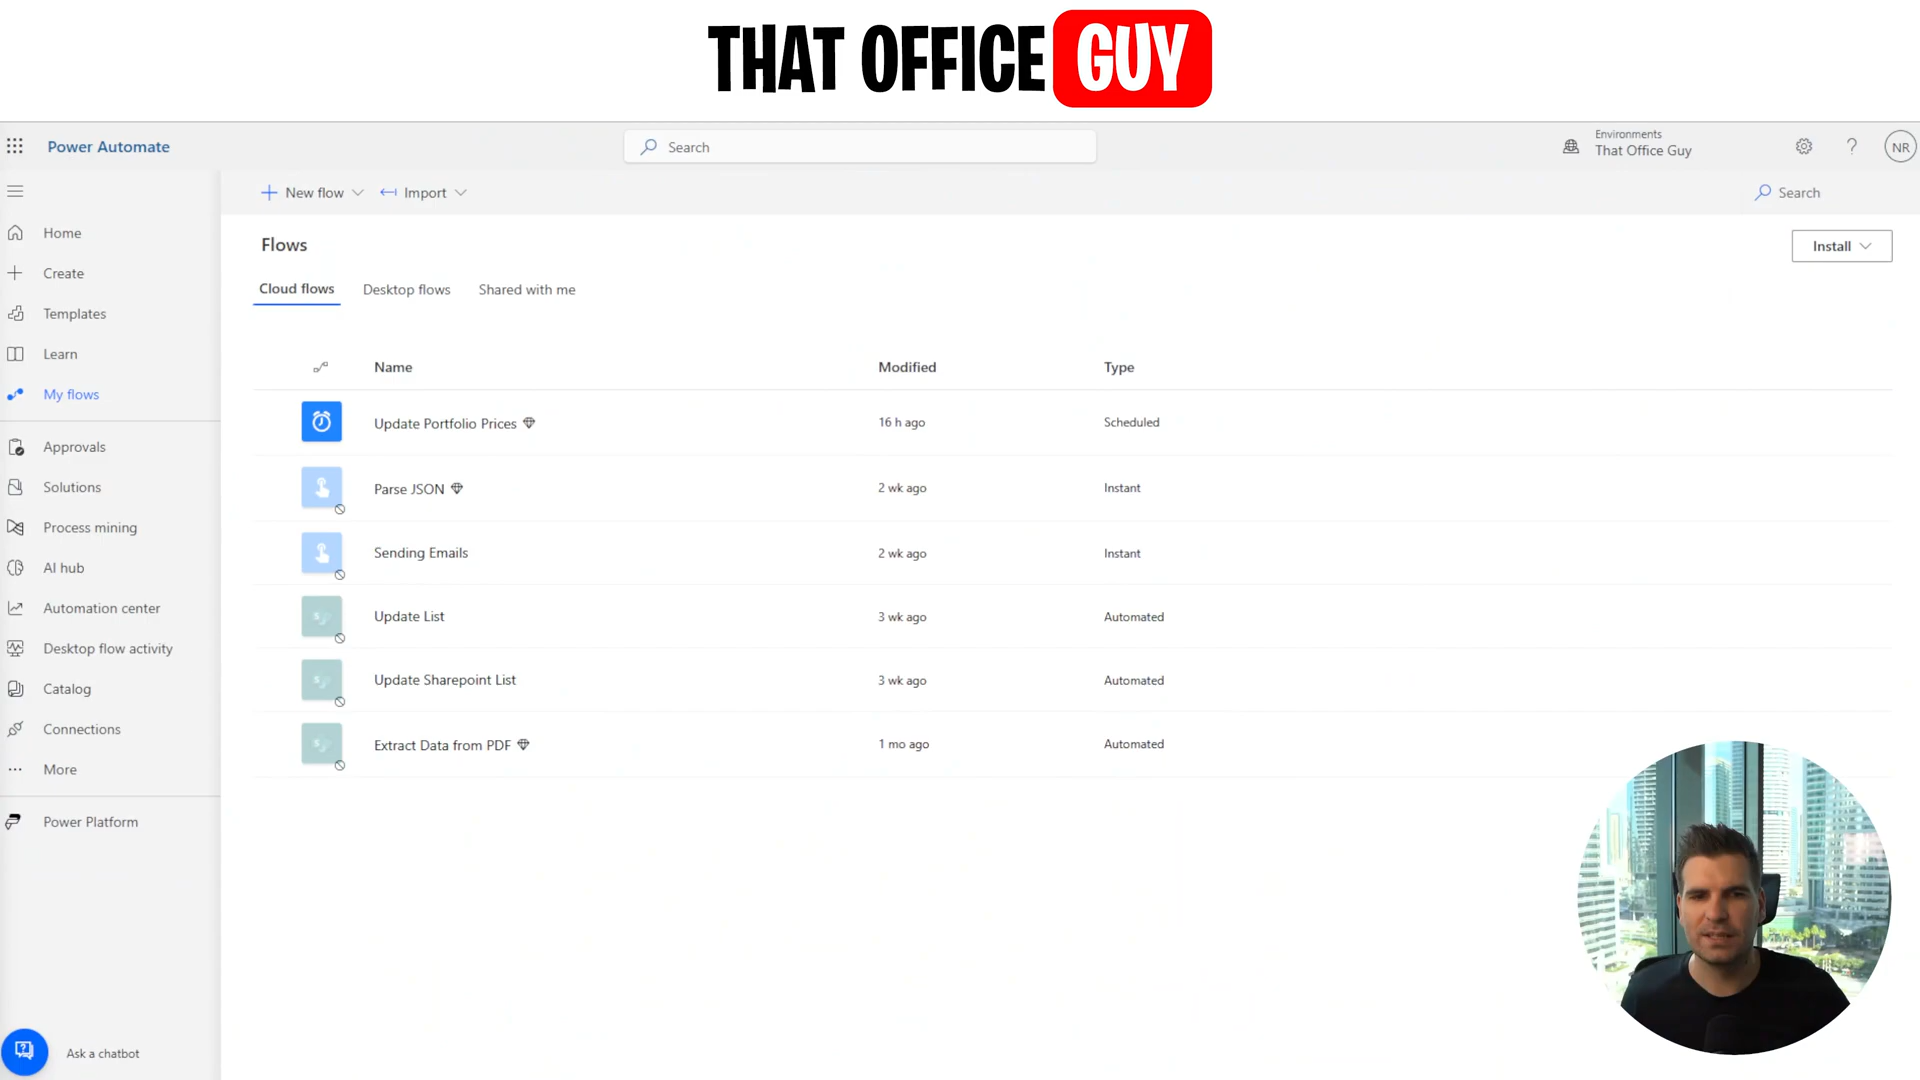 THAT OFFICE GUY
Power Automate
Search
Environments
That Office Guy
NR
New flow
Import
Search
Home
Create
Templates
Learn
My flows
Approvals
Solutions
Process mining
AI hub
Automation center
Desktop flow activity
Catalog
Connections
More
Power Platform
Ask a chatbot
Flows
Install
Cloud flows Desktop flows Shared with me
Name Modified Type
Update Portfolio Prices 16 h ago Scheduled
Parse JSON 2 wk ago Instant
Sending Emails 2 wk ago Instant
Update List 3 wk ago Automated
Update Sharepoint List 3 wk ago Automated
Extract Data from PDF 1 mo ago Automated